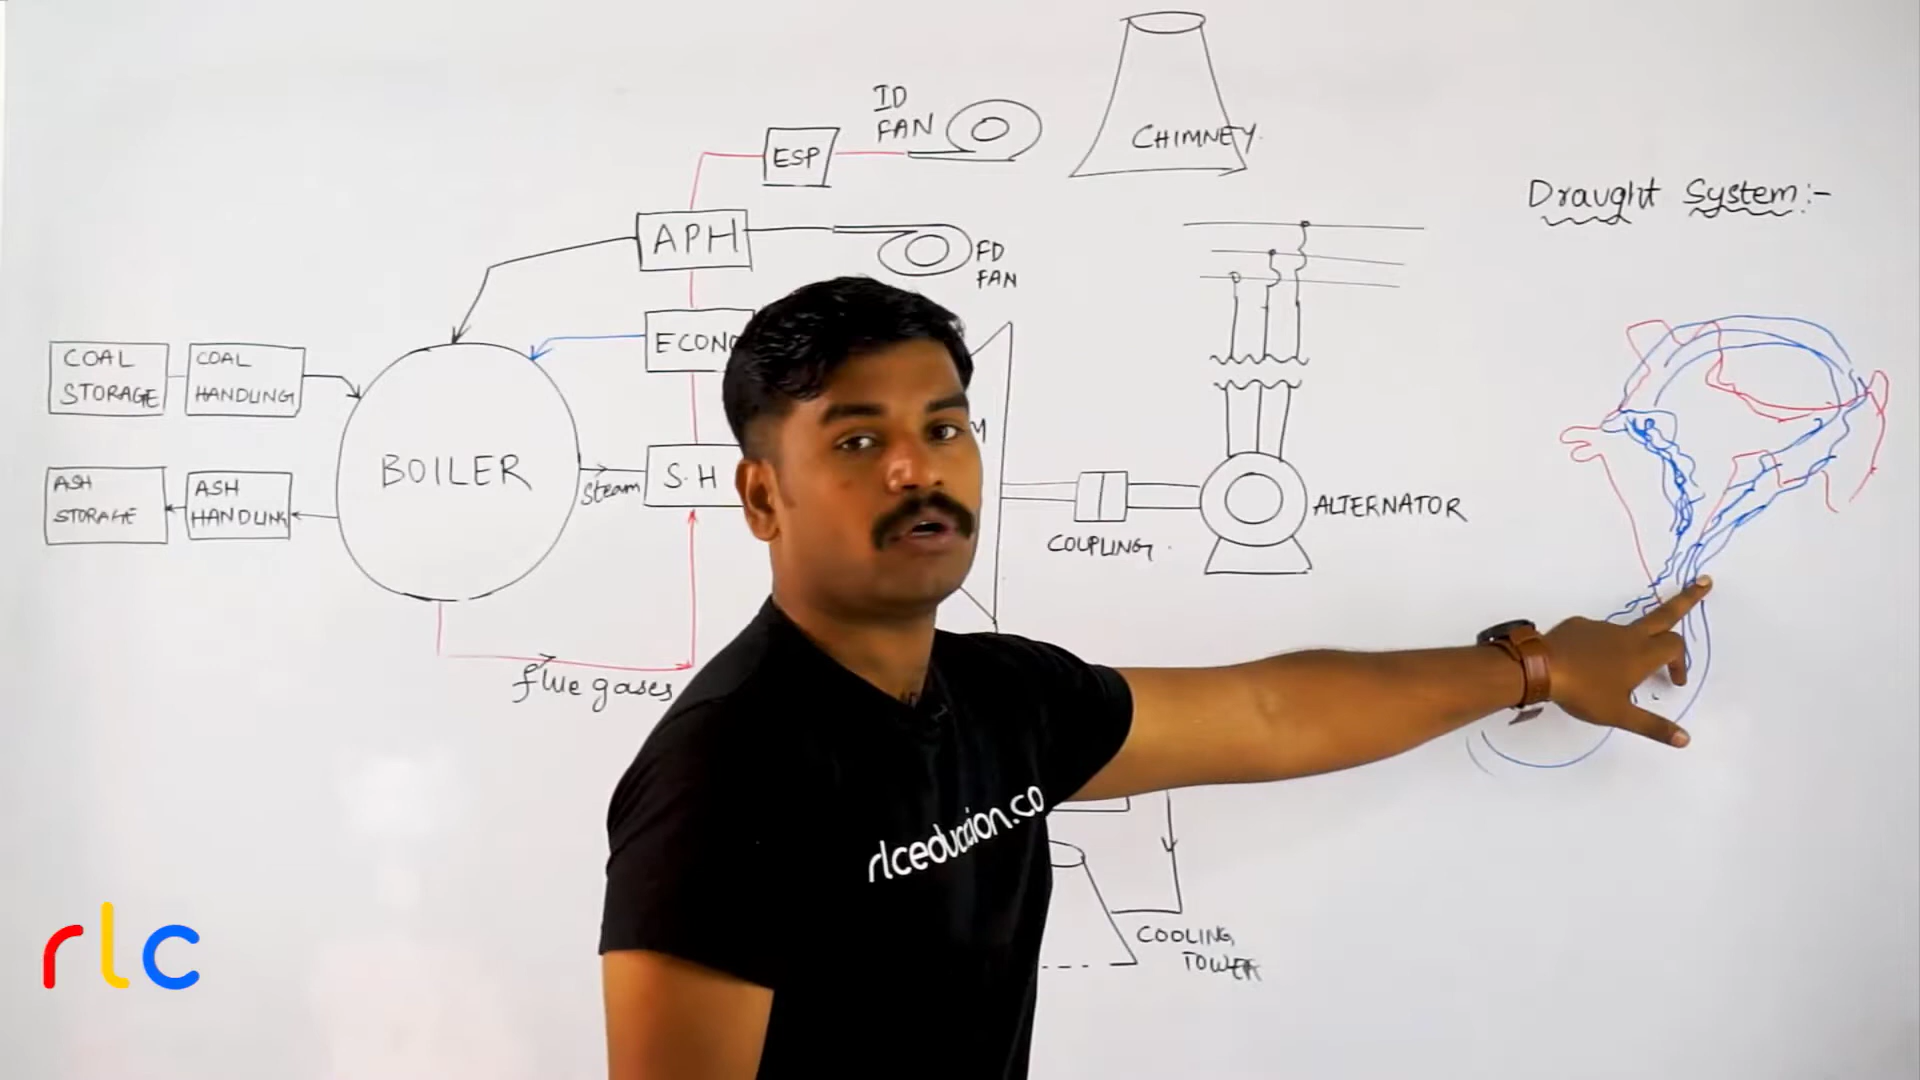 ID
FAN
CHIMNEY.
ESP
Draught System:-
APH
FD
FAN
ECONO
COAL
STORAGE
COAL
HANDLING
BOILER
Steam
S.H
ASH
STORAGE
ASH
HANDLING
ALTERNATOR
COUPLING.
flue gases
rlceducation.co
COOLING
TOWER
rlc